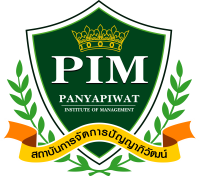 PIM
PANYAPIWAT
INSTITUTE OF MANAGEMENT
สถาบันการจัดการปัญญาภิวัฒน์